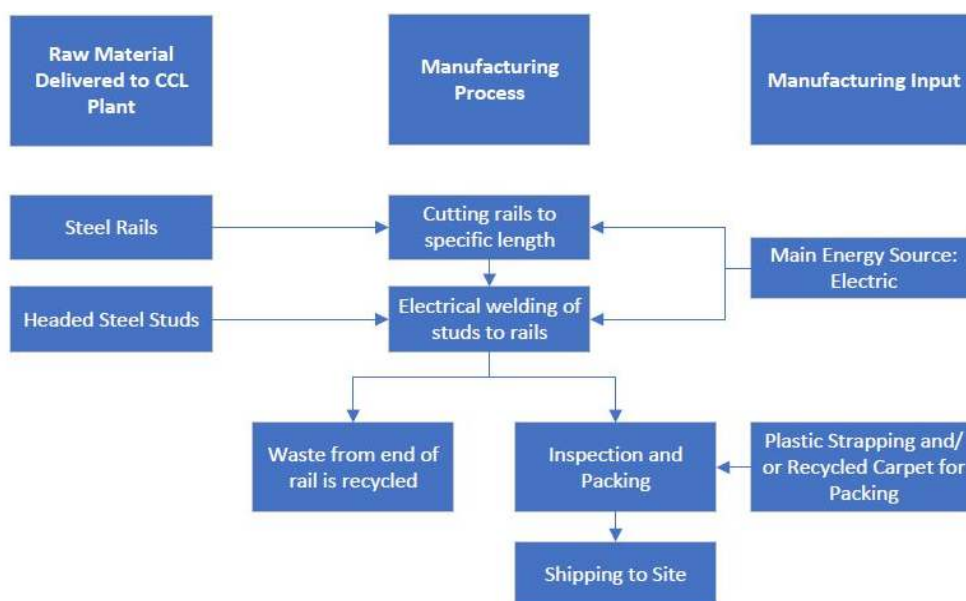 Raw Material
Delivered to CCL
Plant
Manufacturing
Process
Manufacturing Input
Steel Rails
Cutting rails to
specific length
Main Energy Source:
Electric
Headed Steel Studs
Electrical welding of
studs to rails
Waste from end of
rail is recycled
Inspection and
Packing
Plastic Strapping and/
or Recycled Carpet for
Packing
Shipping to Site